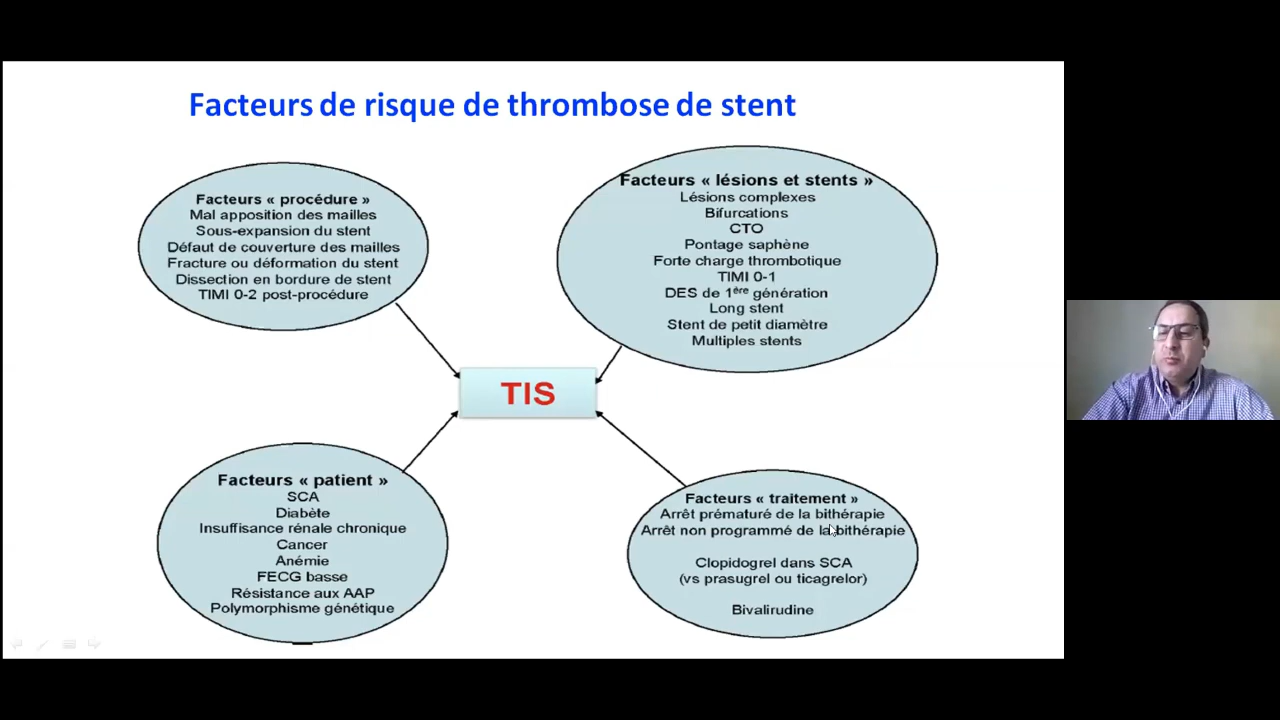 Facteurs de risque de thrombose de stent
Facteurs « procédure »
Mal apposition des mailles
Sous-expansion du stent
Défaut de couverture des mailles
Fracture ou déformation du stent
Dissection en bordure de stent
TIMI 0-2 post-procédure
Facteurs « lésions et stents »
Lésions complexes
Bifurcations
CTO
Pontage saphène
Forte charge thrombotique
TIMI 0-1
DES de 1ère génération
Long stent
Stent de petit diamètre
Multiples stents
TIS
Facteurs « patient »
SCA
Diabète
Insuffisance rénale chronique
Cancer
Anémie
FECG basse
Résistance aux AAP
Polymorphisme génétique
Facteurs « traitement »
Arrêt prématuré de la bithérapie
Arrêt non programmé de la bithérapie
Clopidogrel dans SCA
(vs prasugrel ou ticagrelor)
Bivalirudine